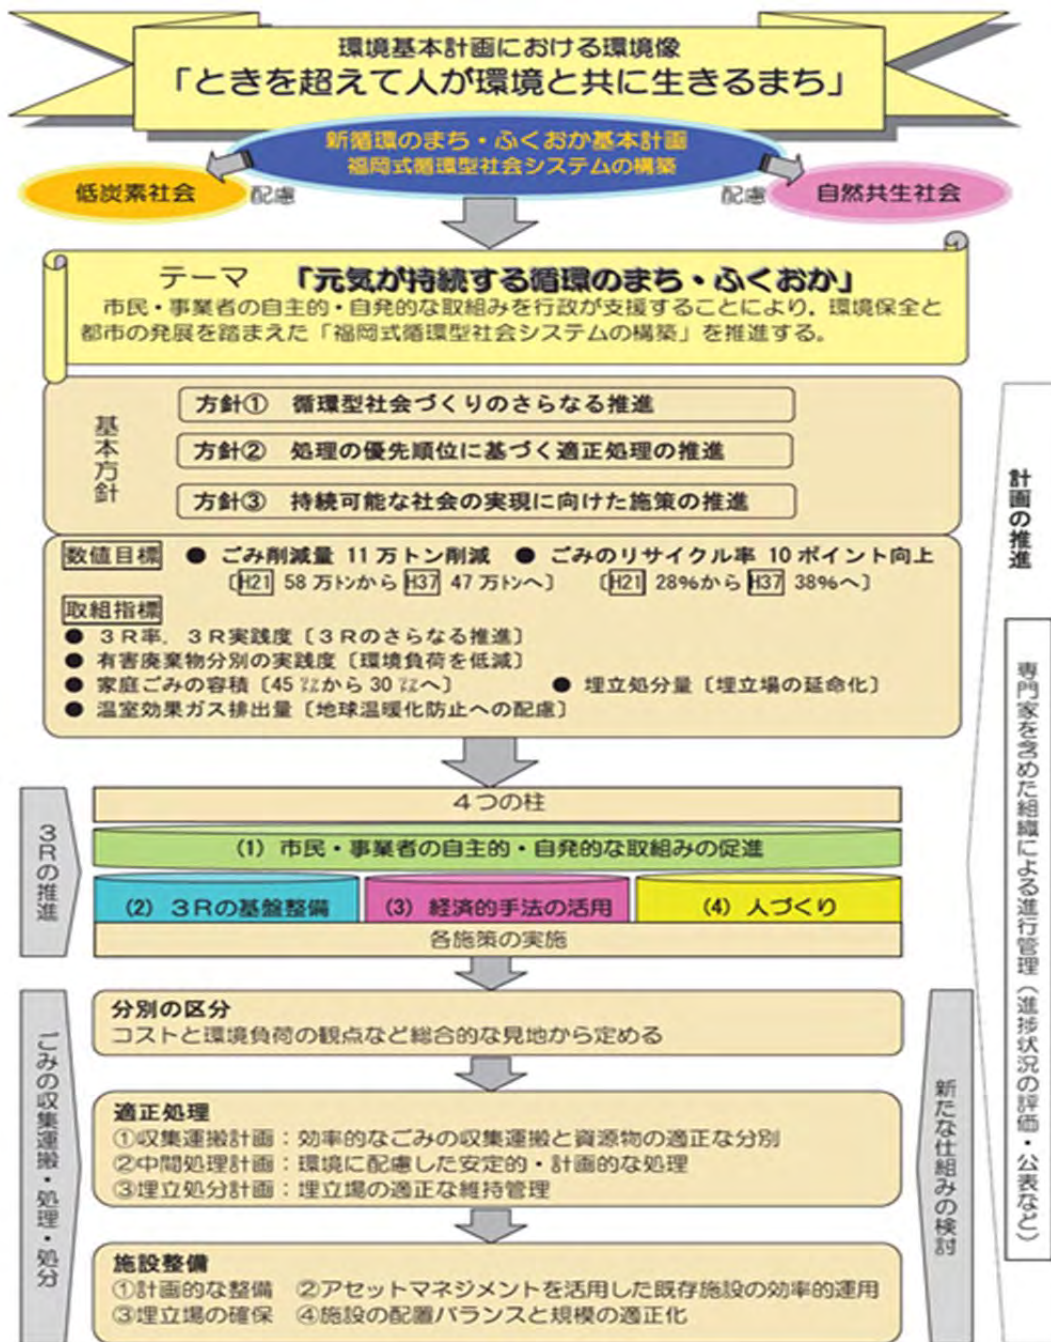 環境基本計画における環境像
「ときを超えて人が環境と共に生きるまち」
新循環のまち・ふくおか基本計画
福岡式循環型社会システムの構築
低炭素社会
配慮
配慮
自然共生社会
テーマ 「元気が持続する循環のまち・ふくおか」
市民・事業者の自主的・自発的な取組みを行政が支援することにより，環境保全と
都市の発展を踏まえた「福岡式循環型社会システムの構築」を推進する。
基本方針
方針① 循環型社会づくりのさらなる推進
方針② 処理の優先順位に基づく適正処理の推進
方針③ 持続可能な社会の実現に向けた施策の推進
数値目標 ● ごみ削減量 11万トン削減 ● ごみのリサイクル率 10ポイント向上
〔H21 58万トンから H37 47万トンへ〕 〔H21 28%から H37 38%へ〕
取組指標
● 3R率，3R実践度〔3Rのさらなる推進〕
● 有害廃棄物分別の実践度〔環境負荷を低減〕
● 家庭ごみの容積〔45㍑から30㍑へ〕 ● 埋立処分量〔埋立場の延命化〕
● 温室効果ガス排出量〔地球温暖化防止への配慮〕
計画の推進
専門家を含めた組織による進行管理（進捗状況の評価・公表など）
3Rの推進
4つの柱
(1) 市民・事業者の自主的・自発的な取組みの促進
(2) 3Rの基盤整備
(3) 経済的手法の活用
(4) 人づくり
各施策の実施
ごみの収集運搬・処理・処分
分別の区分
コストと環境負荷の観点など総合的な見地から定める
適正処理
①収集運搬計画：効率的なごみの収集運搬と資源物の適正な分別
②中間処理計画：環境に配慮した安定的・計画的な処理
③埋立処分計画：埋立場の適正な維持管理
施設整備
①計画的な整備 ②アセットマネジメントを活用した既存施設の効率的運用
③埋立場の確保 ④施設の配置バランスと規模の適正化
新たな仕組みの検討